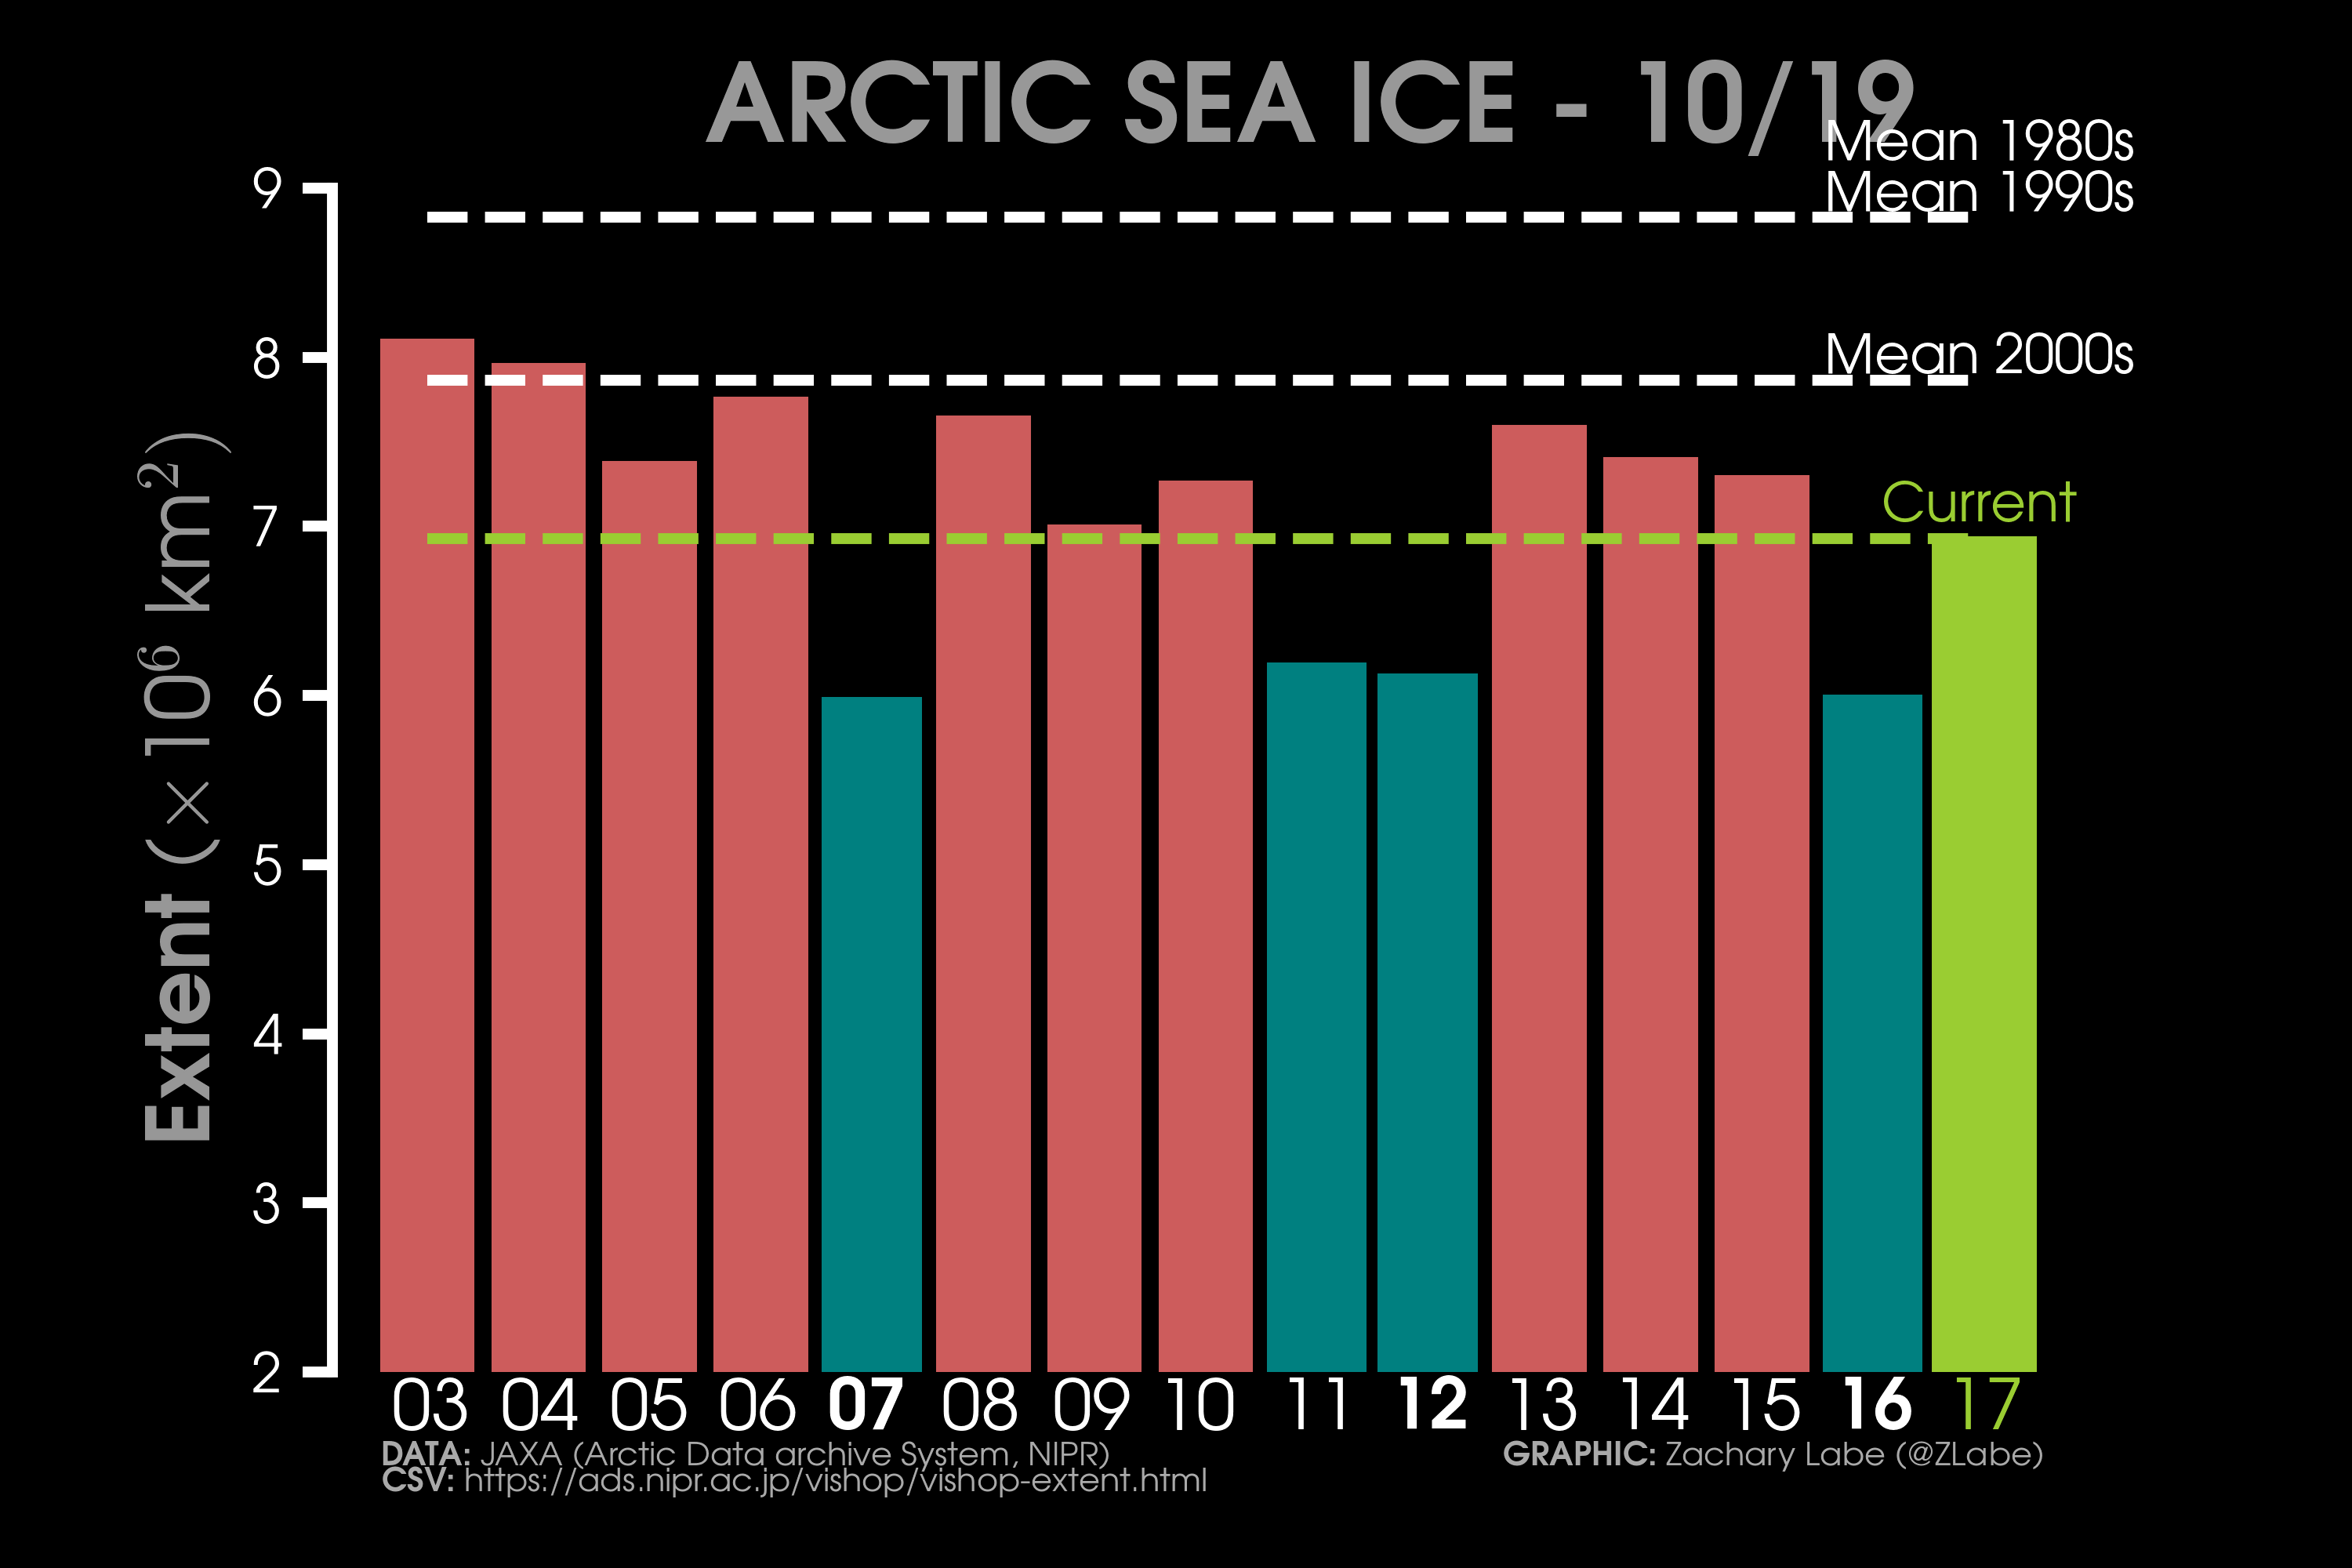 ARCTIC SEA ICE - 10/19
Mean 1980s
Mean 1990s
Mean 2000s
Current
Extent (×10⁶ km²)
9
8
7
6
5
4
3
2
03 04 05 06 07 08 09 10 11 12 13 14 15 16 17
DATA: JAXA (Arctic Data archive System, NIPR)
CSV: https://ads.nipr.ac.jp/vishop/vishop-extent.html
GRAPHIC: Zachary Labe (@ZLabe)